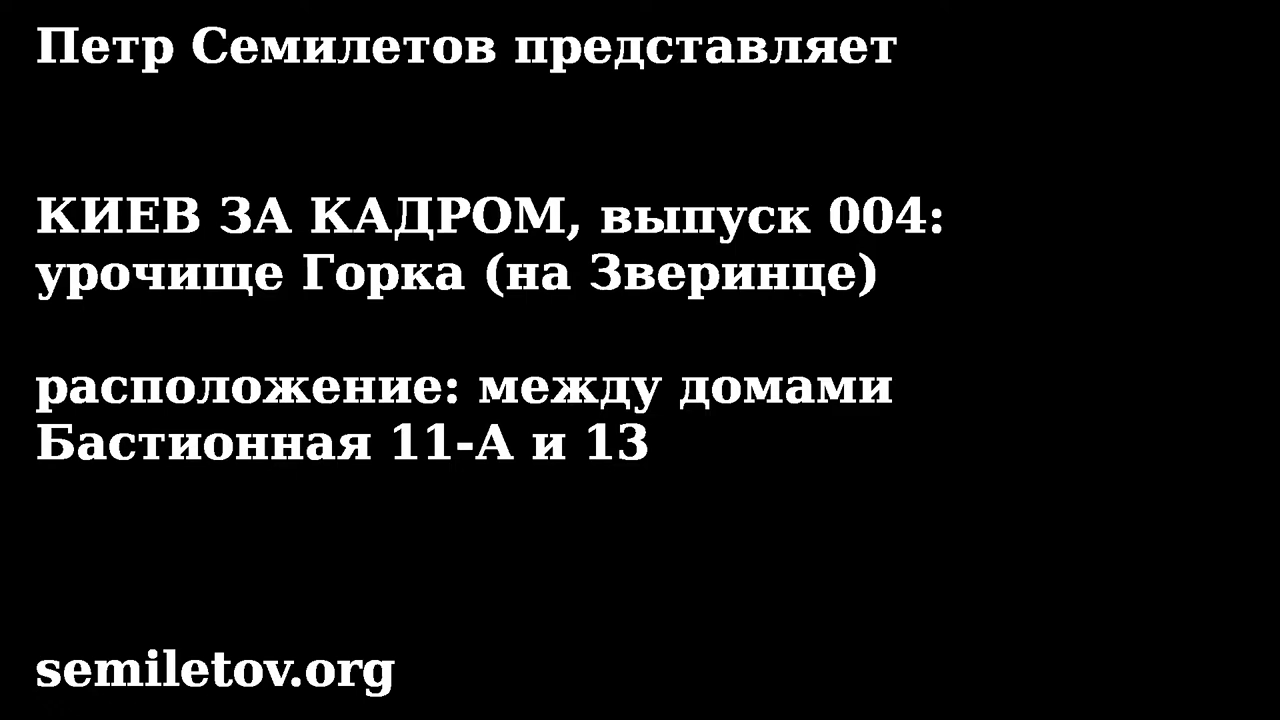 Петр Семилетов представляет
КИЕВ ЗА КАДРОМ, выпуск 004:
урочище Горка (на Зверинце)
расположение: между домами
Бастионная 11-А и 13
semiletov.org